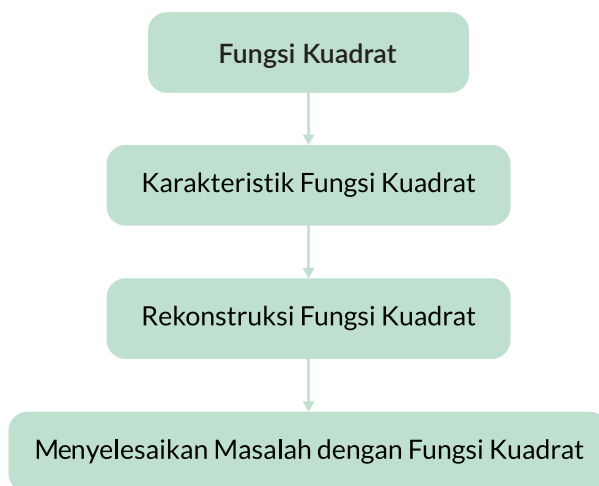 Fungsi Kuadrat
Karakteristik Fungsi Kuadrat
Rekonstruksi Fungsi Kuadrat
Menyelesaikan Masalah dengan Fungsi Kuadrat